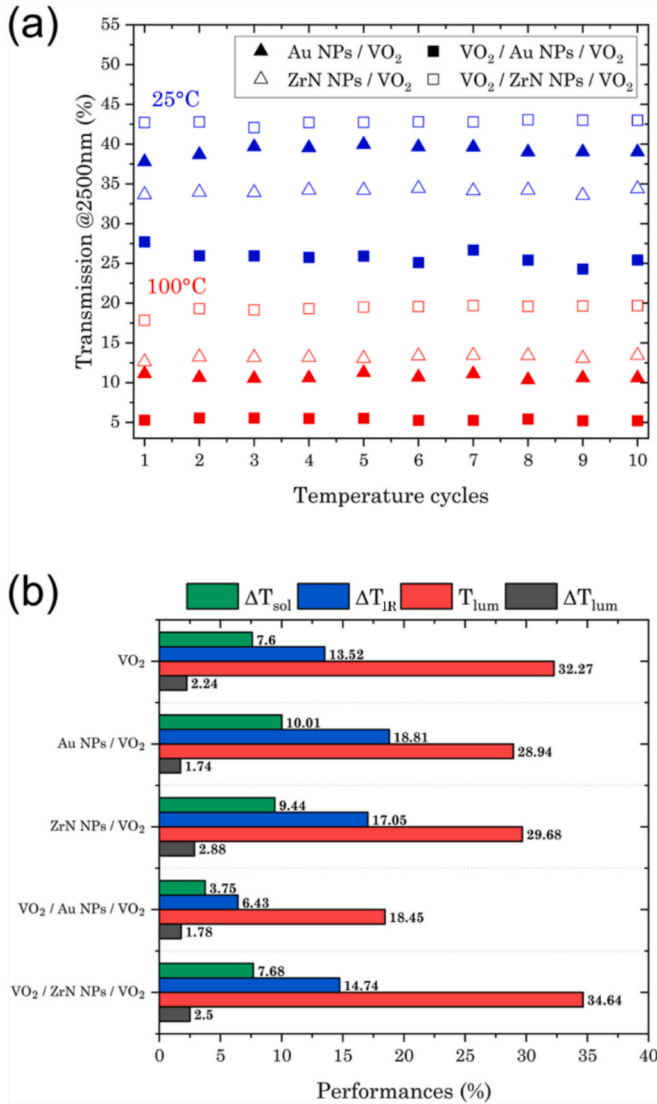 (a)
55
50
45
40
35
30
25
20
15
10
5
Transmission @2500nm (%)
Au NPs / VO₂ VO₂ / Au NPs / VO₂
ZrN NPs / VO₂ VO₂ / ZrN NPs / VO₂
25°C
100°C
1 2 3 4 5 6 7 8 9 10
Temperature cycles
(b)
ΔT_sol ΔT_IR T_lum ΔT_lum
VO₂
7.6
13.52
32.27
2.24
Au NPs / VO₂
10.01
18.81
28.94
1.74
ZrN NPs / VO₂
9.44
17.05
29.68
2.88
VO₂ / Au NPs / VO₂
3.75
6.43
18.45
1.78
VO₂ / ZrN NPs / VO₂
7.68
14.74
34.64
2.5
0 5 10 15 20 25 30 35 40
Performances (%)